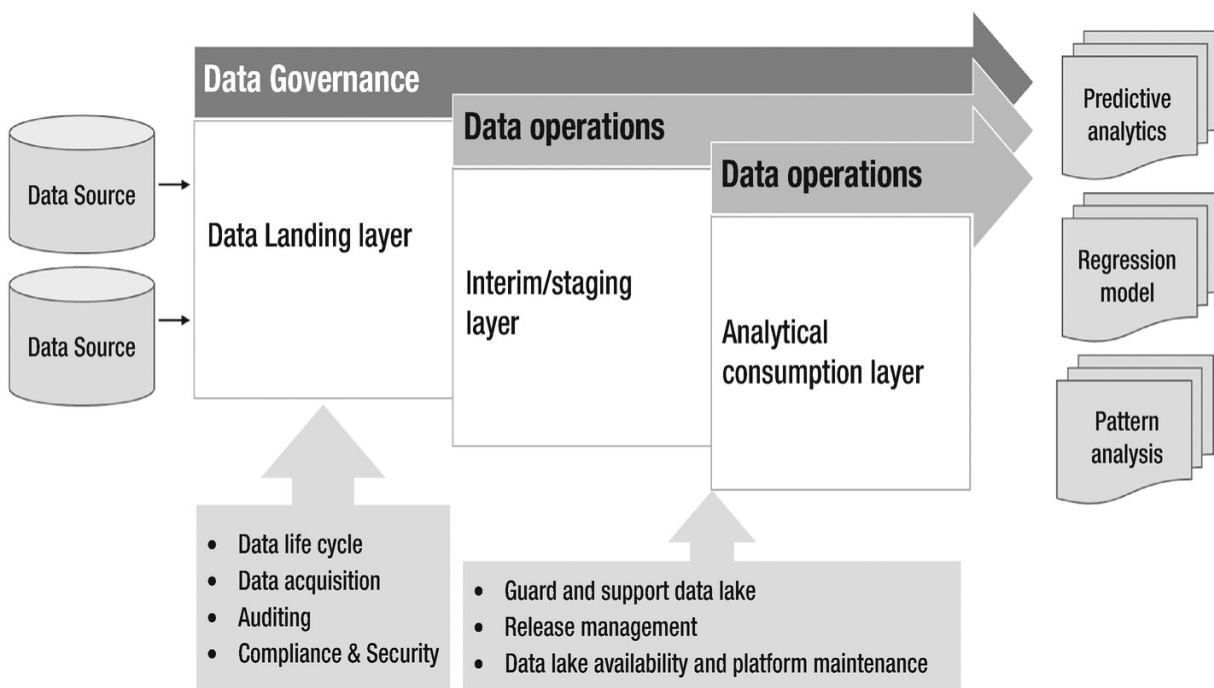 Data Governance
Data operations
Data operations
Data Source
Data Source
Data Landing layer
Interim/staging
layer
Analytical
consumption layer
Predictive
analytics
Regression
model
Pattern
analysis
• Data life cycle
• Data acquisition
• Auditing
• Compliance & Security
• Guard and support data lake
• Release management
• Data lake availability and platform maintenance